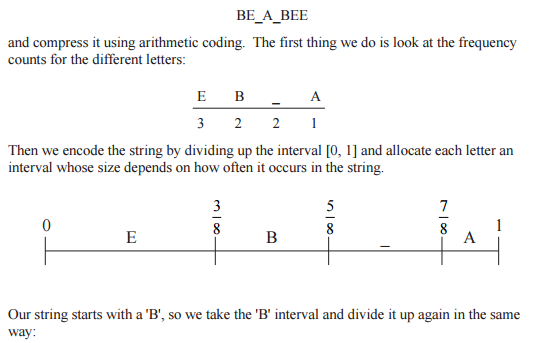 BE_A_BEE
and compress it using arithmetic coding. The first thing we do is look at the frequency
counts for the different letters:
E B _ A
3 2 2 1
Then we encode the string by dividing up the interval [0, 1] and allocate each letter an
interval whose size depends on how often it occurs in the string.
0 3/8 5/8 7/8 1
E B _ A
Our string starts with a 'B', so we take the 'B' interval and divide it up again in the same
way: